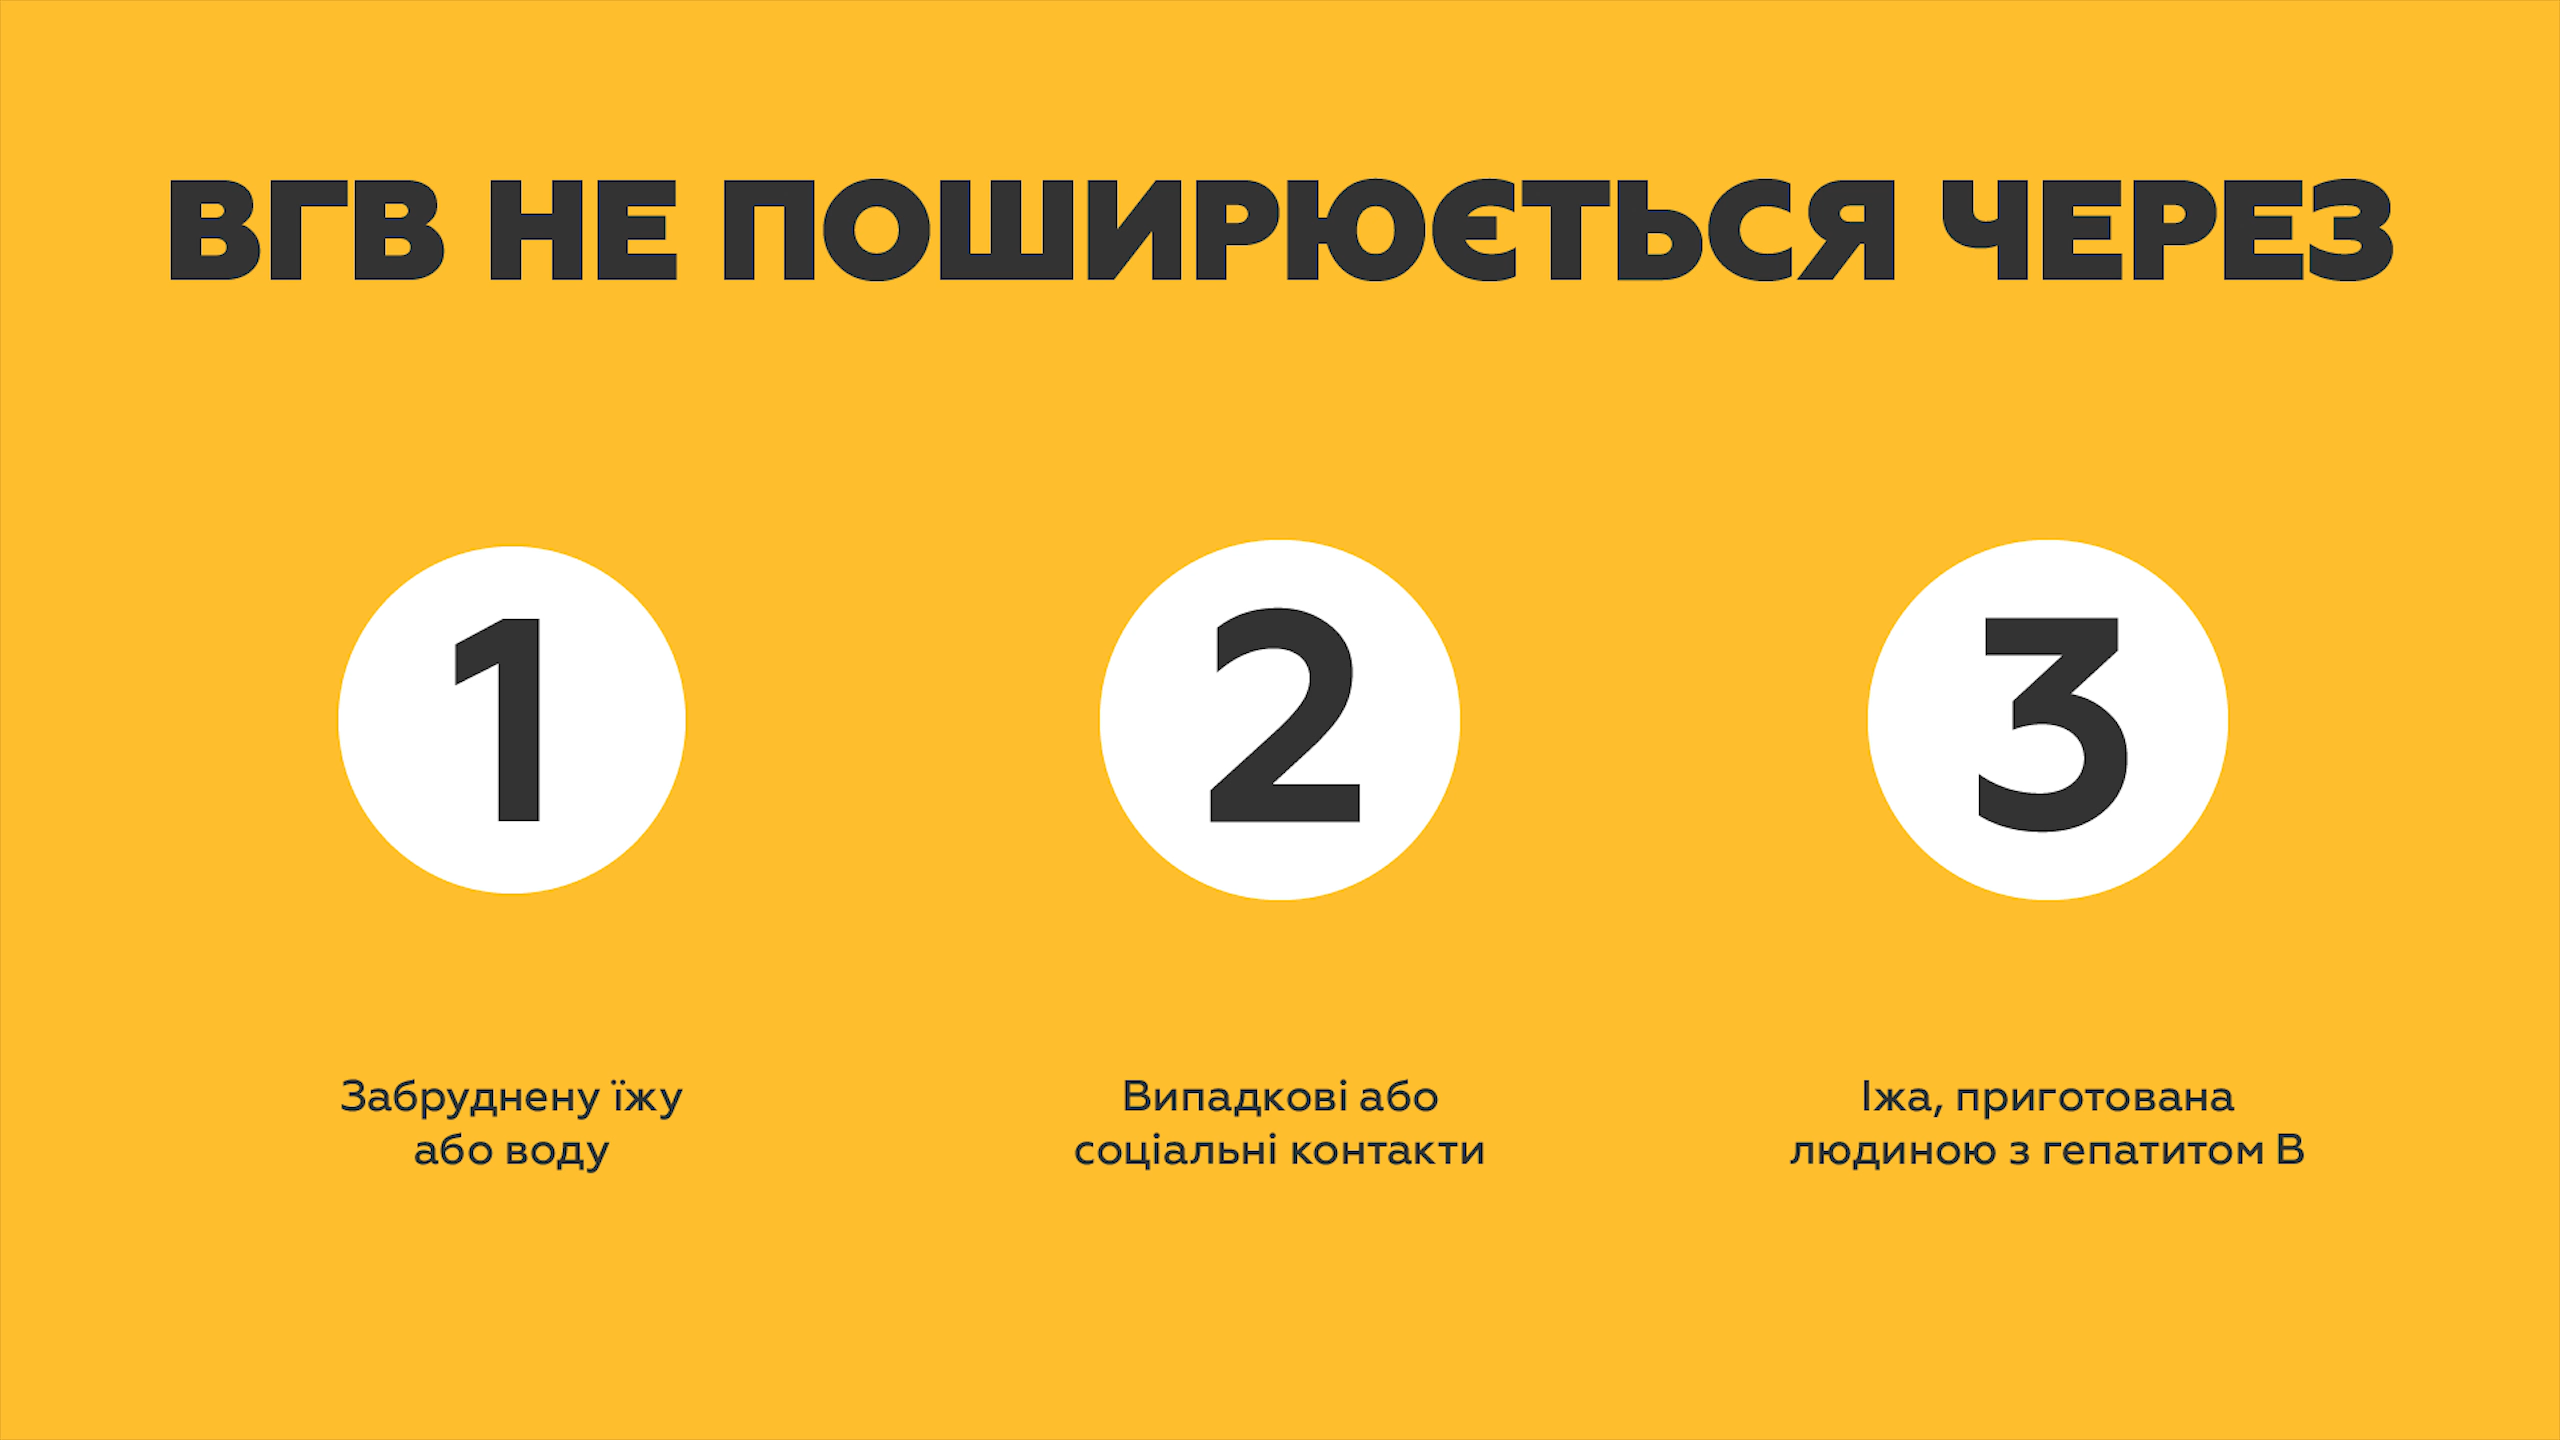 ВГВ НЕ ПОШИРЮЄТЬСЯ ЧЕРЕЗ
1
Забруднену їжу
або воду
2
Випадкові або
соціальні контакти
3
Іжа, приготована
людиною з гепатитом В